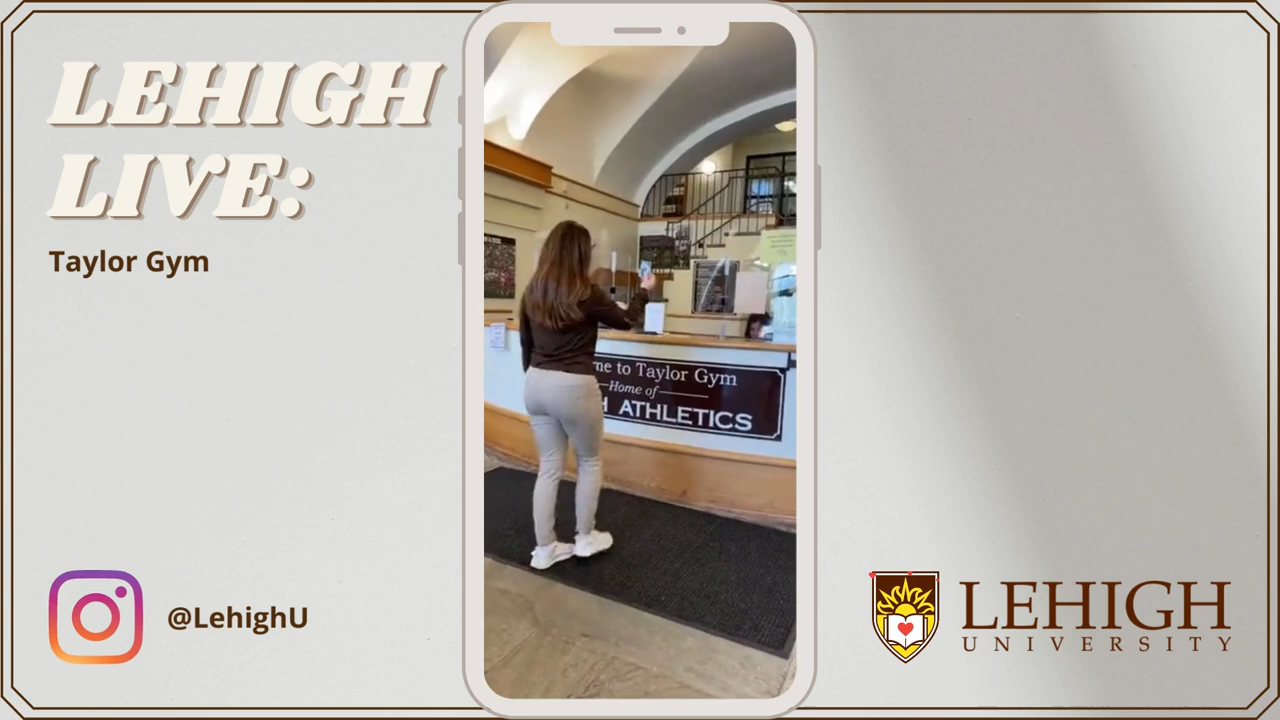 LEHIGH
LIVE:
Taylor Gym
me to Taylor Gym
Home of
H ATHLETICS
@LehighU
LEHIGH
UNIVERSITY